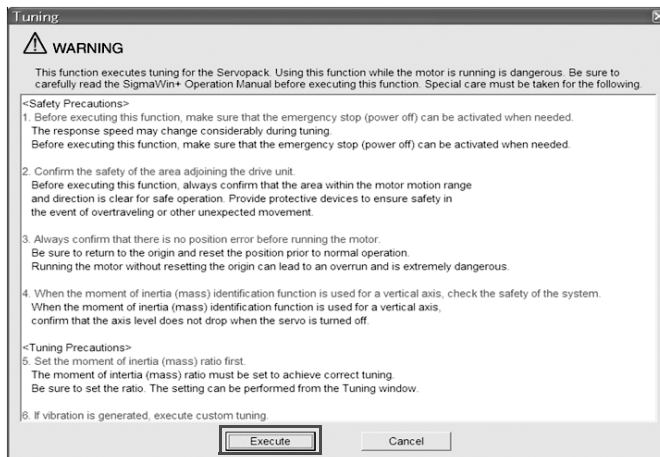 Tuning
WARNING
This function executes tuning for the Servopack. Using this function while the motor is running is dangerous. Be sure to
carefully read the SigmaWin+ Operation Manual before executing this function. Special care must be taken for the following.
<Safety Precautions>
1. Before executing this function, make sure that the emergency stop (power off) can be activated when needed.
The response speed may change considerably during tuning.
Before executing this function, make sure that the emergency stop (power off) can be activated when needed.
2. Confirm the safety of the area adjoining the drive unit.
Before executing this function, always confirm that the area within the motor motion range
and direction is clear for safe operation. Provide protective devices to ensure safety in
the event of overtraveling or other unexpected movement.
3. Always confirm that there is no position error before running the motor.
Be sure to return to the origin and reset the position prior to normal operation.
Running the motor without resetting the origin can lead to an overrun and is extremely dangerous.
4. When the moment of inertia (mass) identification function is used for a vertical axis, check the safety of the system.
When the moment of inertia (mass) identification function is used for a vertical axis,
confirm that the axis level does not drop when the servo is turned off.
<Tuning Precautions>
5. Set the moment of inertia (mass) ratio first.
The moment of intertia (mass) ratio must be set to achieve correct tuning.
Be sure to set the ratio. The setting can be performed from the Tuning window.
6. If vibration is generated, execute custom tuning.
Execute Cancel